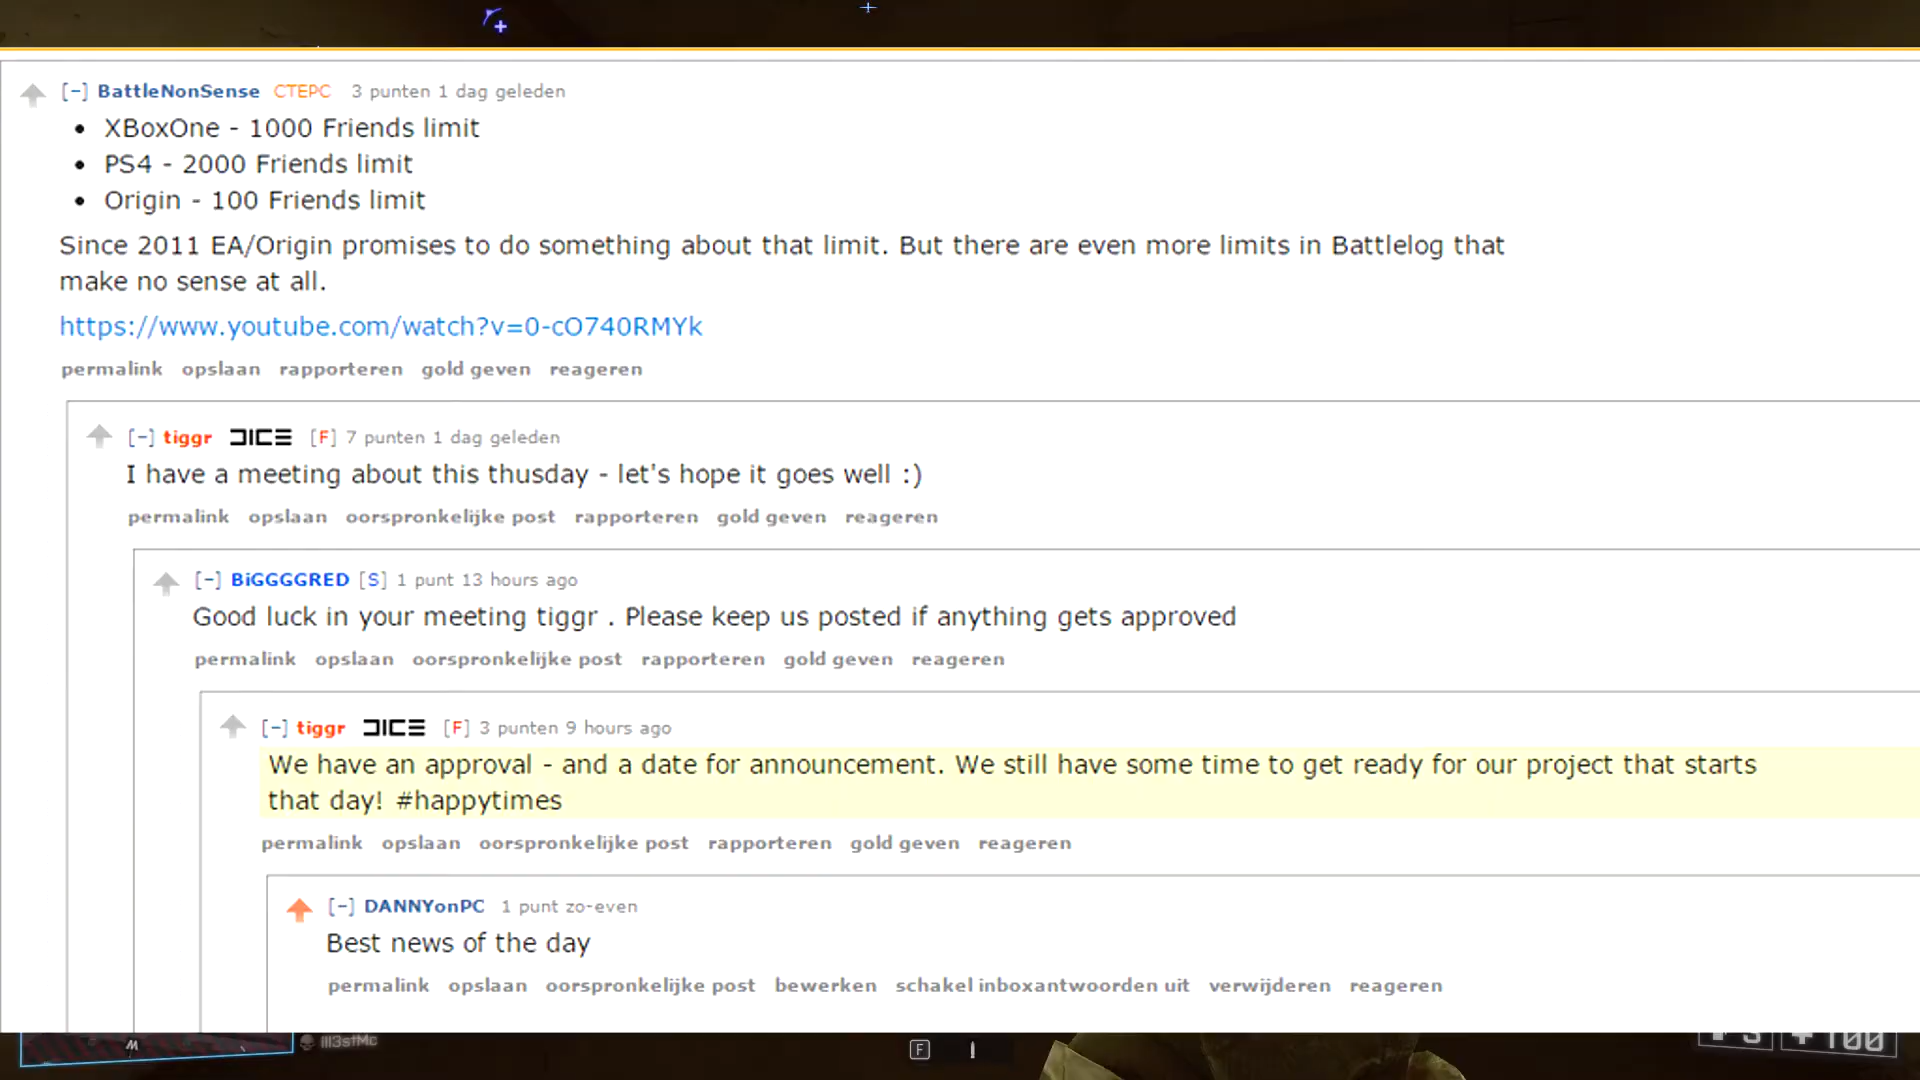 [-] BattleNonSense CTEPC 3 punten 1 dag geleden
• XBoxOne - 1000 Friends limit
• PS4 - 2000 Friends limit
• Origin - 100 Friends limit
Since 2011 EA/Origin promises to do something about that limit. But there are even more limits in Battlelog that
make no sense at all.
https://www.youtube.com/watch?v=0-cO740RMYk
permalink opslaan rapporteren gold geven reageren
[-] tiggr DICE [F] 7 punten 1 dag geleden
I have a meeting about this thusday - let's hope it goes well :)
permalink opslaan oorspronkelijke post rapporteren gold geven reageren
[-] BiGGGGRED [S] 1 punt 13 hours ago
Good luck in your meeting tiggr . Please keep us posted if anything gets approved
permalink opslaan oorspronkelijke post rapporteren gold geven reageren
[-] tiggr DICE [F] 3 punten 9 hours ago
We have an approval - and a date for announcement. We still have some time to get ready for our project that starts
that day! #happytimes
permalink opslaan oorspronkelijke post rapporteren gold geven reageren
[-] DANNYonPC 1 punt zo-even
Best news of the day
permalink opslaan oorspronkelijke post bewerken schakel inboxantwoorden uit verwijderen reageren
M
ill3stMc
F
3
100